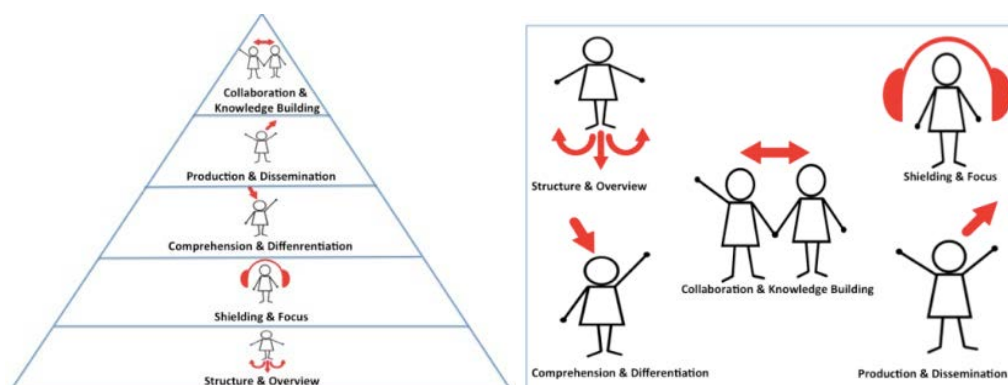 Collaboration &
Knowledge Building
Production & Dissemination
Comprehension & Diffenrentiation
Shielding & Focus
Structure & Overview
Structure & Overview
Shielding & Focus
Collaboration & Knowledge Building
Comprehension & Differentiation
Production & Dissemination